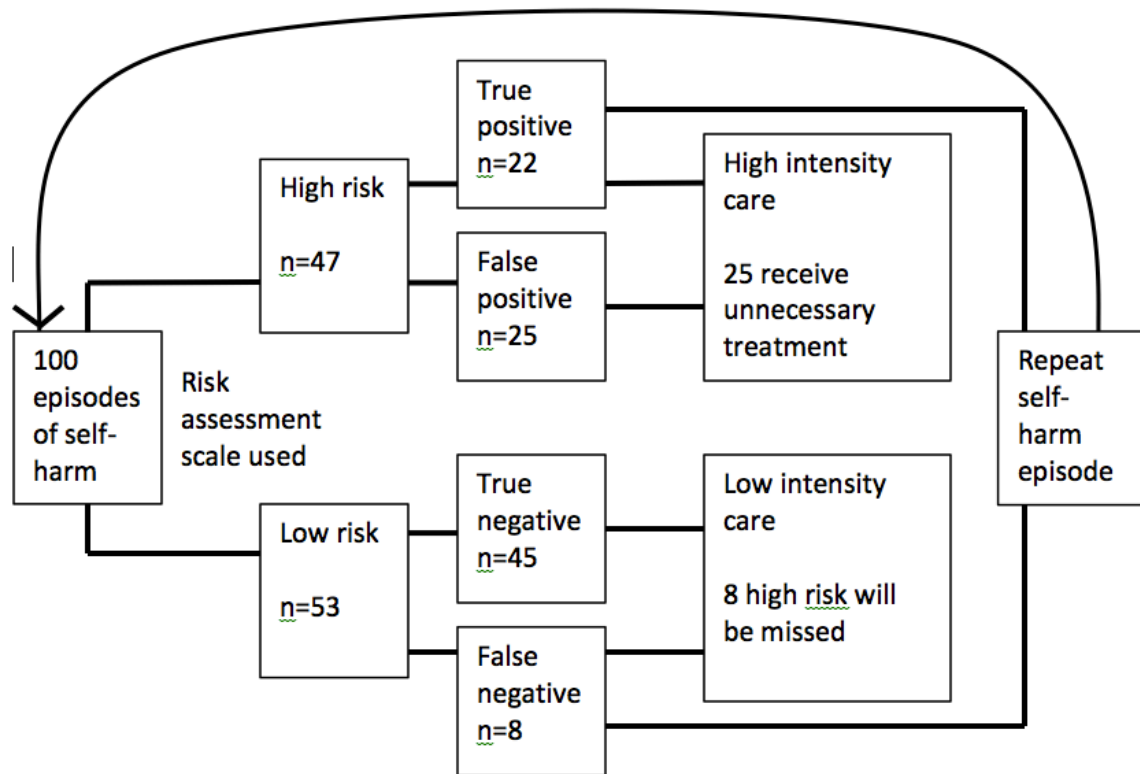 100
episodes
of self-
harm
Risk
assessment
scale used
High risk
n=47
True
positive
n=22
False
positive
n=25
High intensity
care
25 receive
unnecessary
treatment
Low risk
n=53
True
negative
n=45
False
negative
n=8
Low intensity
care
8 high risk will
be missed
Repeat
self-
harm
episode